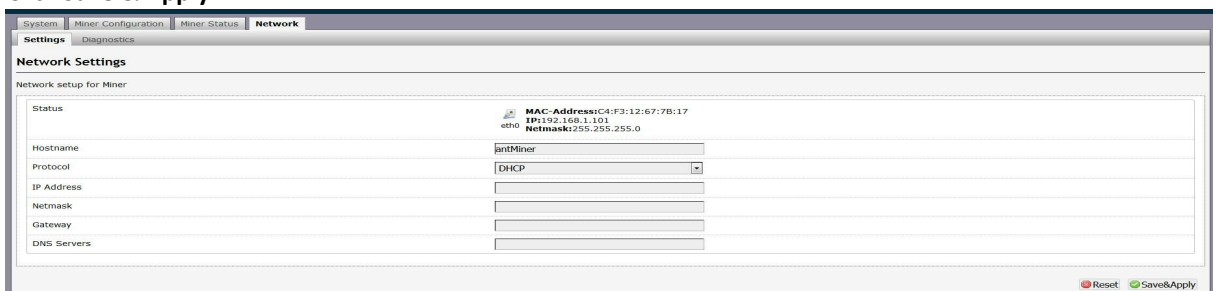 System Miner Configuration Miner Status Network
Settings Diagnostics
Network Settings
Network setup for Miner
Status
MAC-Address:C4:F3:12:67:7B:17
IP:192.168.1.101
eth0 Netmask:255.255.255.0
Hostname antMiner
Protocol DHCP
IP Address
Netmask
Gateway
DNS Servers
Reset Save&Apply